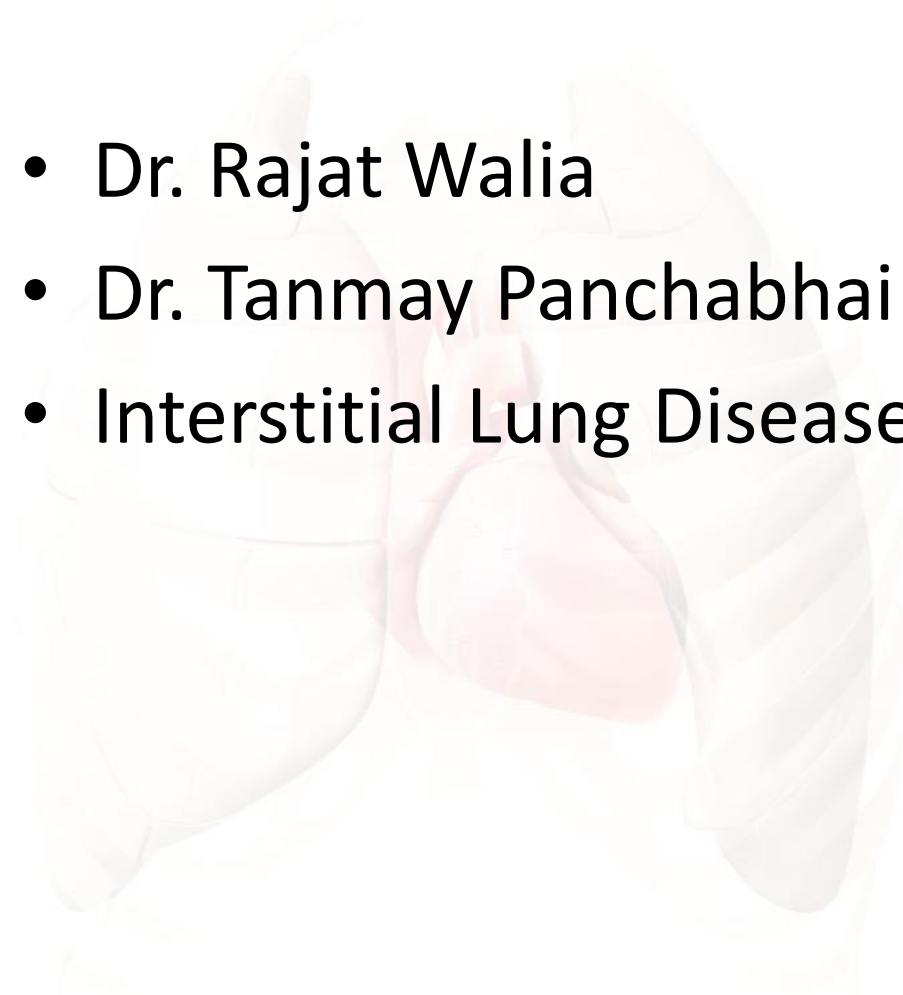 • Dr. Rajat Walia
• Dr. Tanmay Panchabhai
• Interstitial Lung Disease